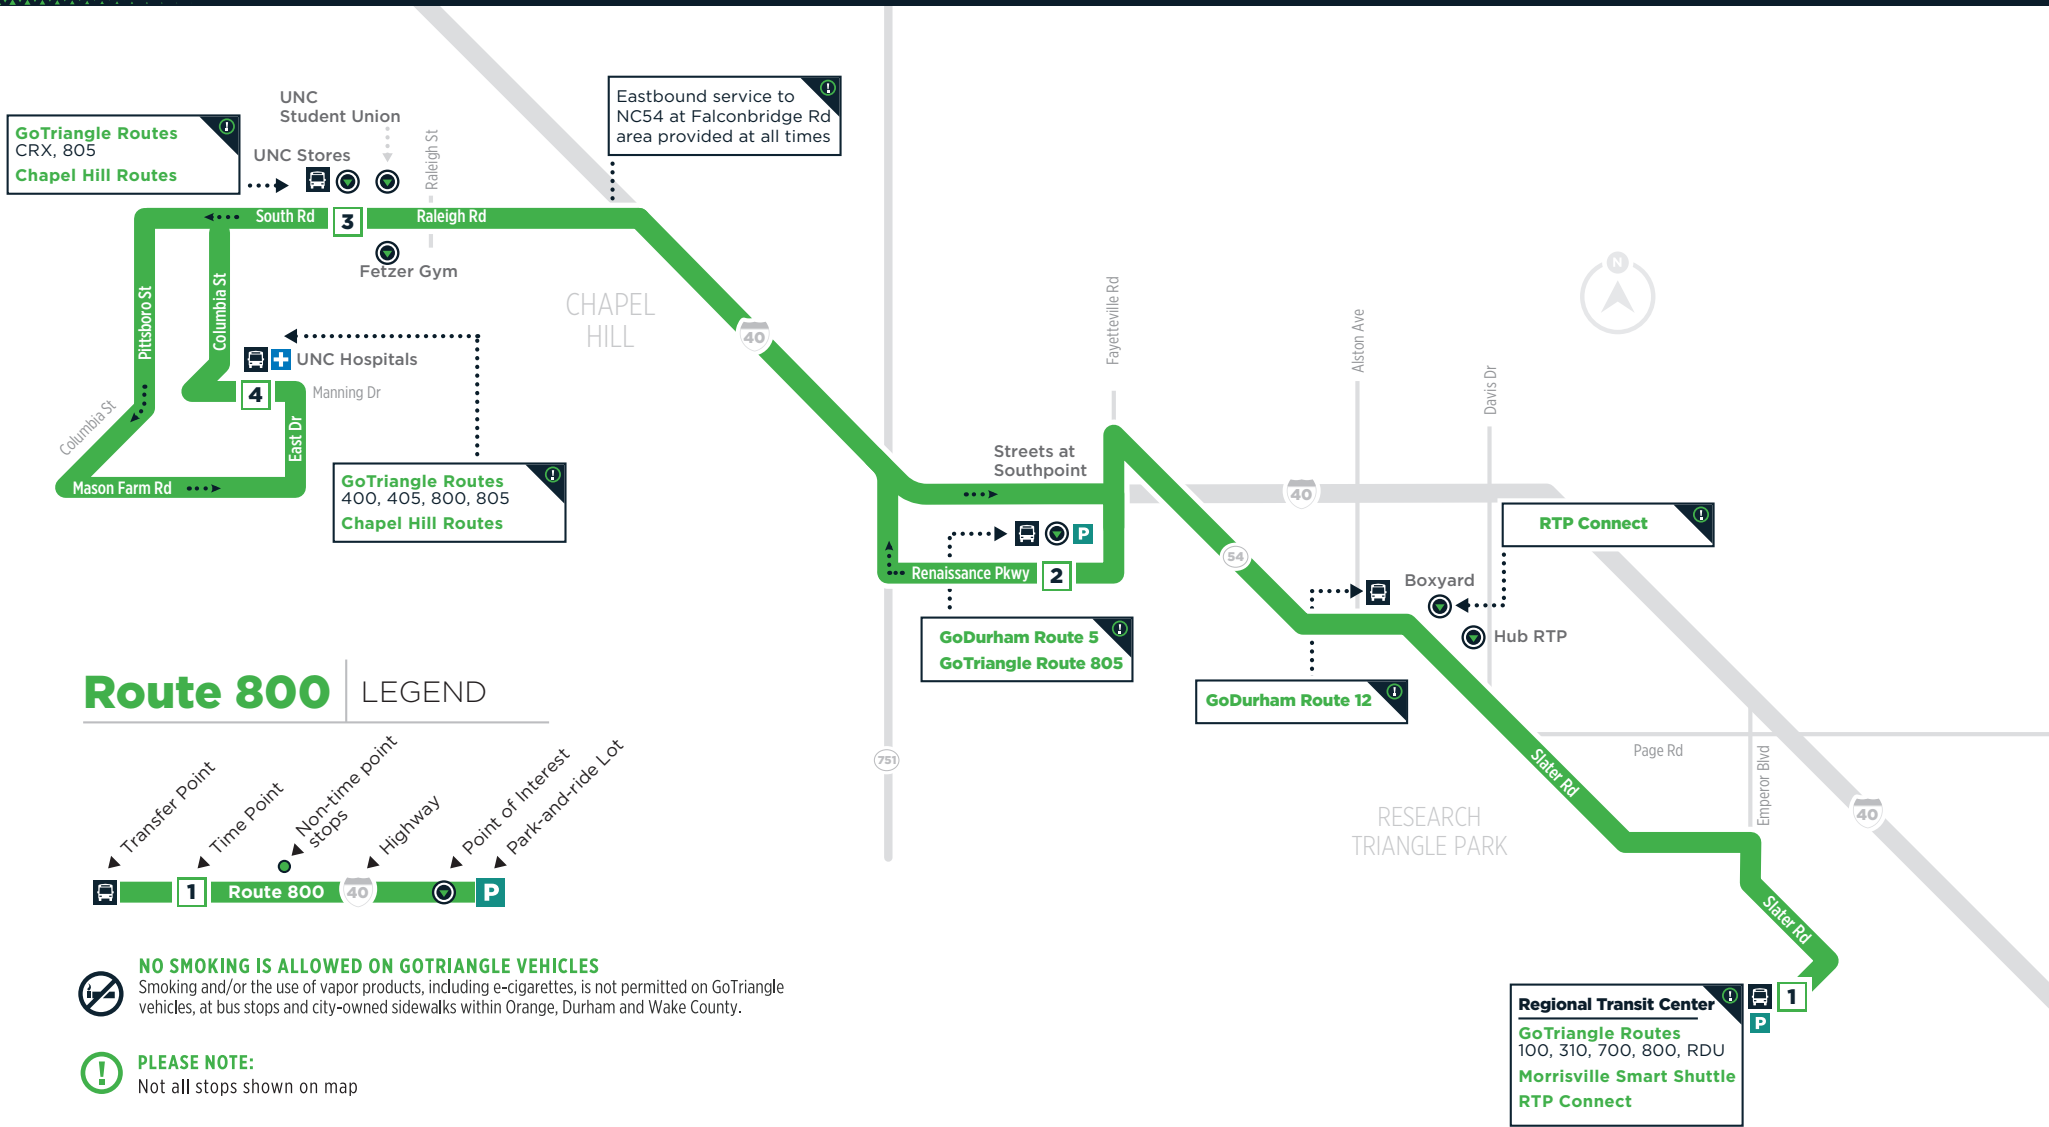 UNC
Student Union
GoTriangle Routes
CRX, 805
Chapel Hill Routes
UNC Stores
Raleigh St
Eastbound service to
NC54 at Falconbridge Rd
area provided at all times
South Rd
3
Raleigh Rd
Fetzer Gym
Pittsboro St
Columbia St
CHAPEL
HILL
40
UNC Hospitals
4
Manning Dr
Columbia St
East Dr
Mason Farm Rd
GoTriangle Routes
400, 405, 800, 805
Chapel Hill Routes
N
Fayetteville Rd
Alston Ave
Davis Dr
Streets at
Southpoint
40
P
54
Renaissance Pkwy
2
RTP Connect
Boxyard
Hub RTP
GoDurham Route 5
GoTriangle Route 805
GoDurham Route 12
751
Page Rd
Slater Rd
Emperor Blvd
40
RESEARCH
TRIANGLE PARK
Slater Rd
Regional Transit Center
1
P
GoTriangle Routes
100, 310, 700, 800, RDU
Morrisville Smart Shuttle
RTP Connect
Route 800
LEGEND
Transfer Point
Time Point
Non-time point
stops
Highway
Point of Interest
Park-and-ride Lot
1
Route 800
40
P
NO SMOKING IS ALLOWED ON GOTRIANGLE VEHICLES
Smoking and/or the use of vapor products, including e-cigarettes, is not permitted on GoTriangle
vehicles, at bus stops and city-owned sidewalks within Orange, Durham and Wake County.
PLEASE NOTE:
Not all stops shown on map